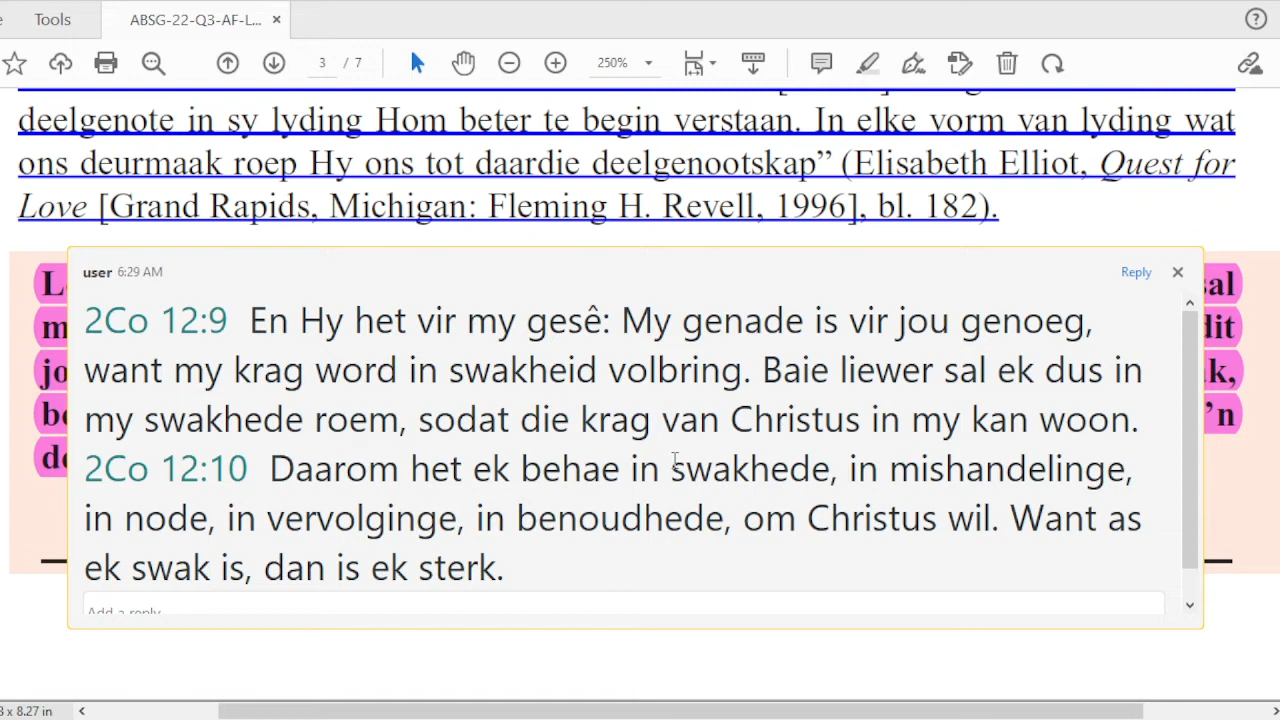 Tools
ABSG-22-Q3-AF-L... ×
3 / 7
250%
deelgenote in sy lyding Hom beter te begin verstaan. In elke vorm van lyding wat
ons deurmaak roep Hy ons tot daardie deelgenootskap” (Elisabeth Elliot, Quest for
Love [Grand Rapids, Michigan: Fleming H. Revell, 1996], bl. 182).
user 6:29 AM
Reply
2Co 12:9 En Hy het vir my gesê: My genade is vir jou genoeg,
want my krag word in swakheid volbring. Baie liewer sal ek dus in
my swakhede roem, sodat die krag van Christus in my kan woon.
2Co 12:10 Daarom het ek behae in swakhede, in mishandelinge,
in node, in vervolginge, in benoudhede, om Christus wil. Want as
ek swak is, dan is ek sterk.
Add a reply
’n
x 8.27 in